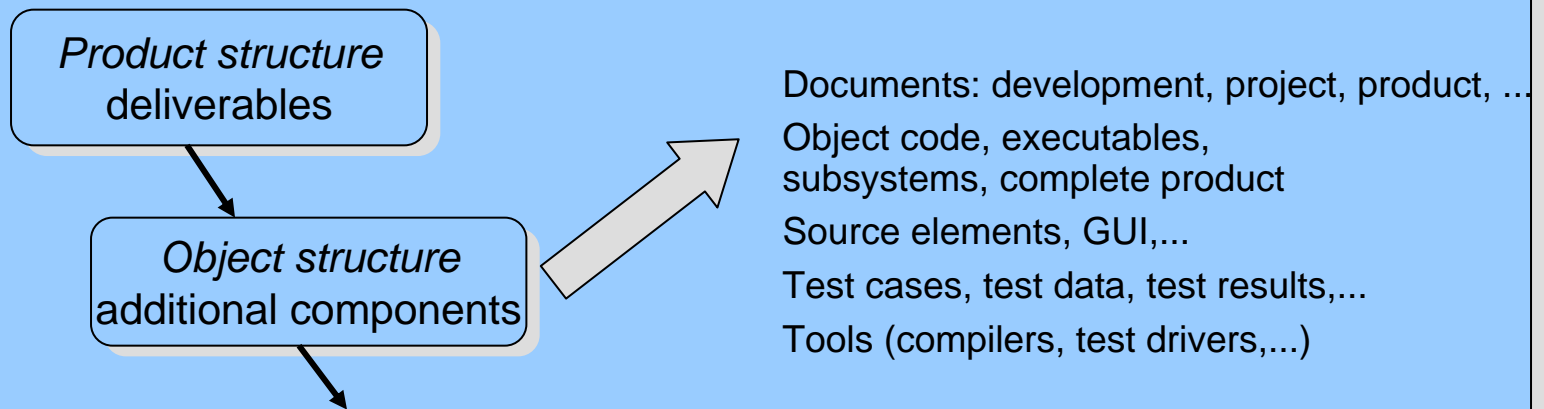 Product structure
deliverables
Object structure
additional components
Documents: development, project, product, ...
Object code, executables,
subsystems, complete product
Source elements, GUI,...
Test cases, test data, test results,...
Tools (compilers, test drivers,...)